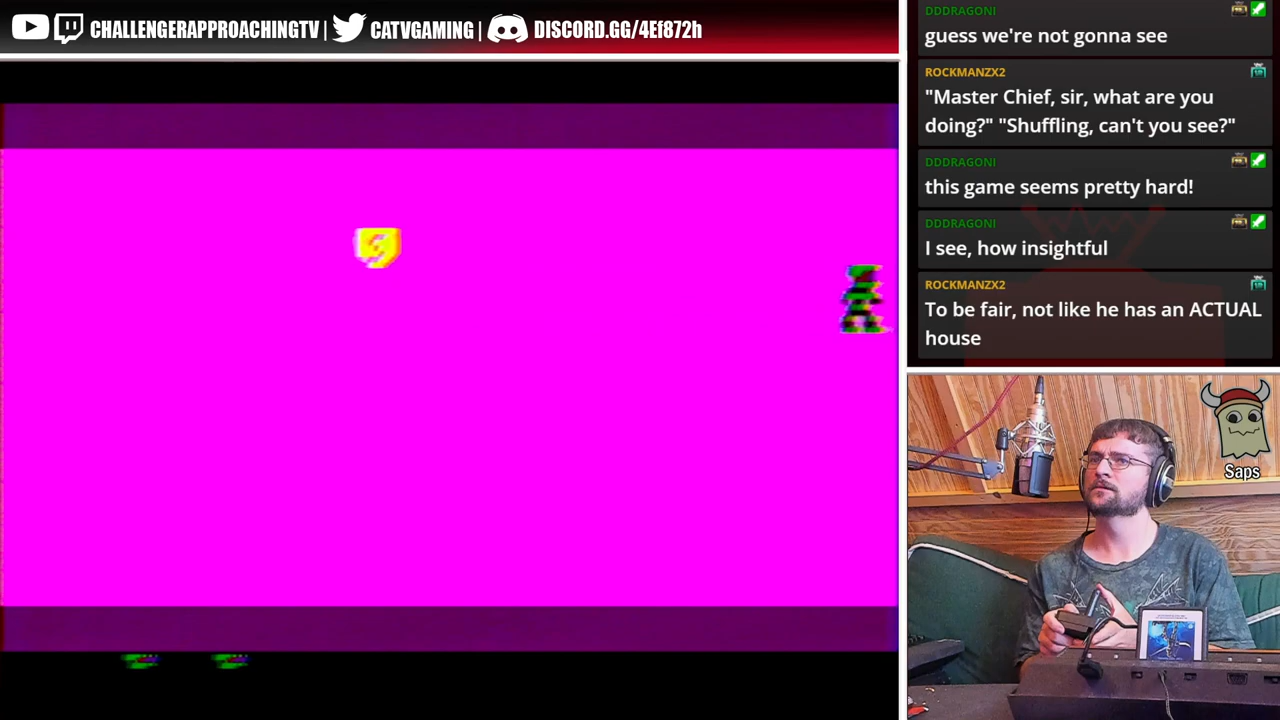 CHALLENGERAPPROACHINGTV | CATVGAMING | DISCORD.GG/4Ef872h
DDDRAGONI
guess we're not gonna see
ROCKMANZX2
"Master Chief, sir, what are you
doing?" "Shuffling, can't you see?"
DDDRAGONI
this game seems pretty hard!
DDDRAGONI
I see, how insightful
ROCKMANZX2
To be fair, not like he has an ACTUAL
house
Saps